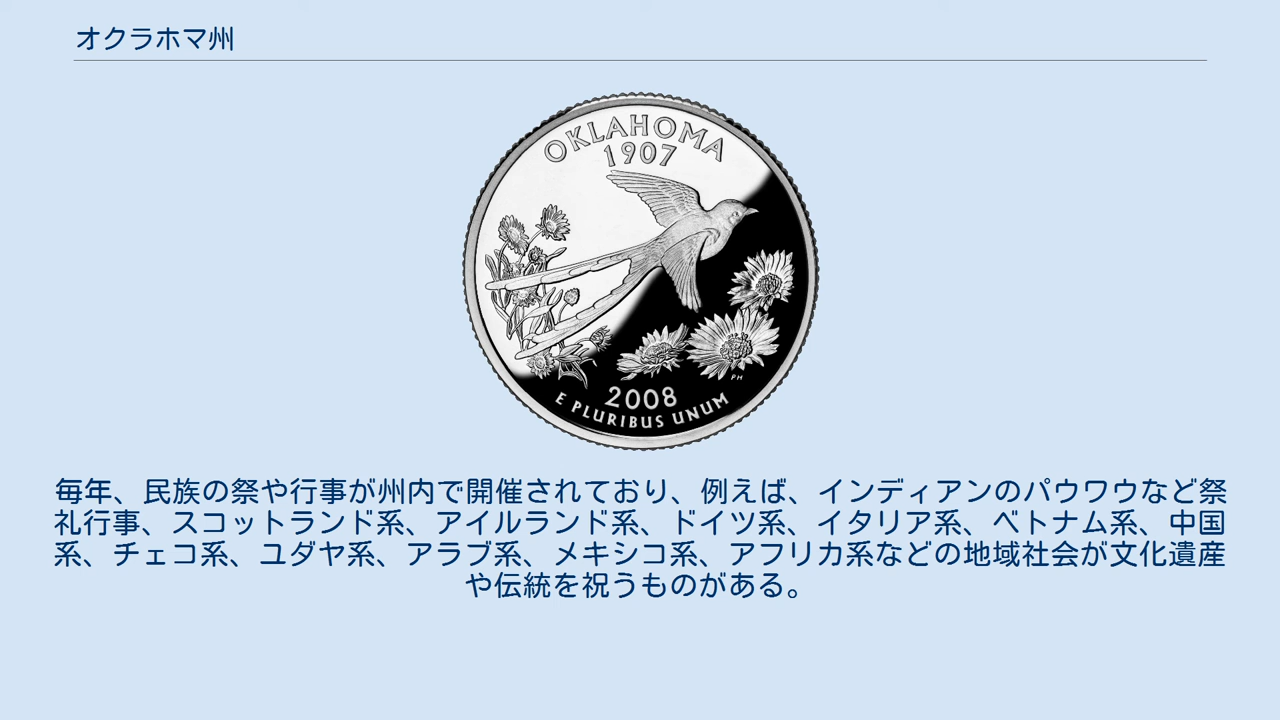 オクラホマ州
OKLAHOMA
1907
PH
2008
E PLURIBUS UNUM
毎年、民族の祭や行事が州内で開催されており、例えば、インディアンのパウワウなど祭
礼行事、スコットランド系、アイルランド系、ドイツ系、イタリア系、ベトナム系、中国
系、チェコ系、ユダヤ系、アラブ系、メキシコ系、アフリカ系などの地域社会が文化遺産
や伝統を祝うものがある。